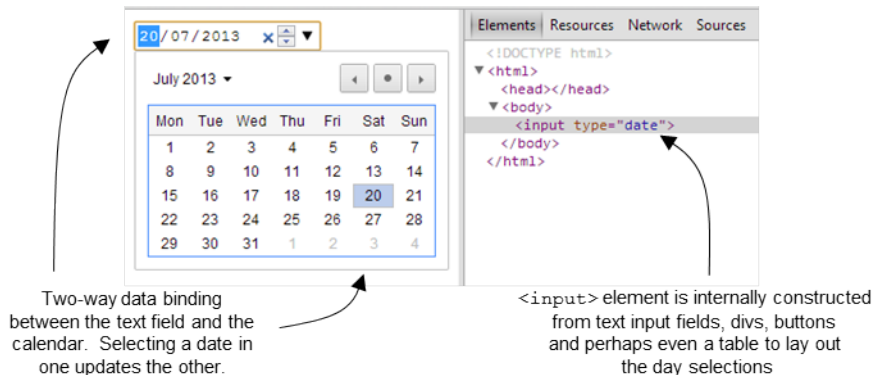 20/07/2013
July 2013
Mon Tue Wed Thu Fri Sat Sun
1 2 3 4 5 6 7
8 9 10 11 12 13 14
15 16 17 18 19 20 21
22 23 24 25 26 27 28
29 30 31 1 2 3 4
Elements Resources Network Sources
<!DOCTYPE html>
<html>
<head></head>
<body>
<input type="date">
</body>
</html>
Two-way data binding
between the text field and the
calendar. Selecting a date in
one updates the other.
<input> element is internally constructed
from text input fields, divs, buttons
and perhaps even a table to lay out
the day selections